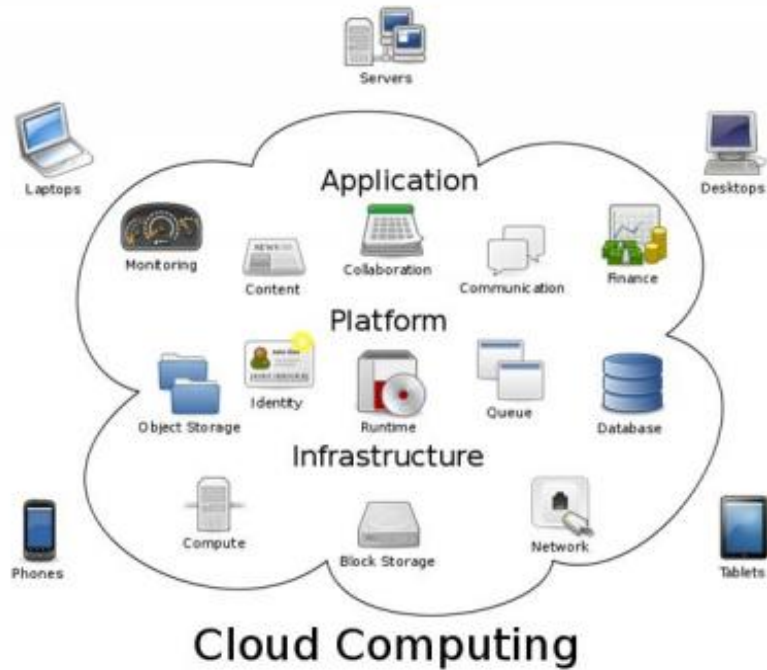 Servers
Laptops
Desktops
Application
Monitoring
Content
Collaboration
Communication
Finance
Platform
Object Storage
Identity
Runtime
Queue
Database
Infrastructure
Compute
Block Storage
Network
Phones
Tablets
Cloud Computing